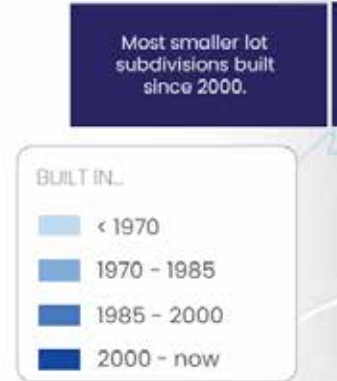 Most smaller lot
subdivisions built
since 2000.
BUILT IN...
< 1970
1970 - 1985
1985 - 2000
2000 - now